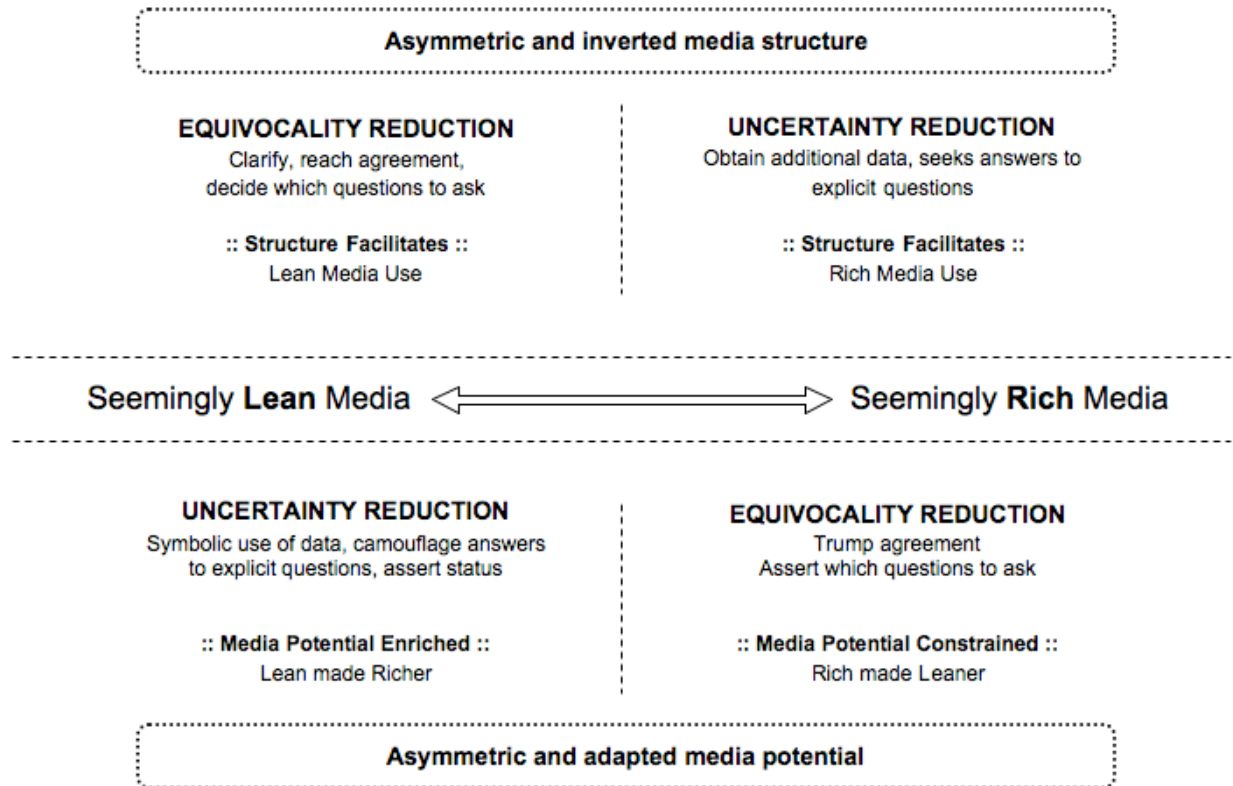 Asymmetric and inverted media structure
EQUIVOCALITY REDUCTION
Clarify, reach agreement,
decide which questions to ask
:: Structure Facilitates ::
Lean Media Use
UNCERTAINTY REDUCTION
Obtain additional data, seeks answers to
explicit questions
:: Structure Facilitates ::
Rich Media Use
Seemingly Lean Media
Seemingly Rich Media
UNCERTAINTY REDUCTION
Symbolic use of data, camouflage answers
to explicit questions, assert status
:: Media Potential Enriched ::
Lean made Richer
EQUIVOCALITY REDUCTION
Trump agreement
Assert which questions to ask
:: Media Potential Constrained ::
Rich made Leaner
Asymmetric and adapted media potential